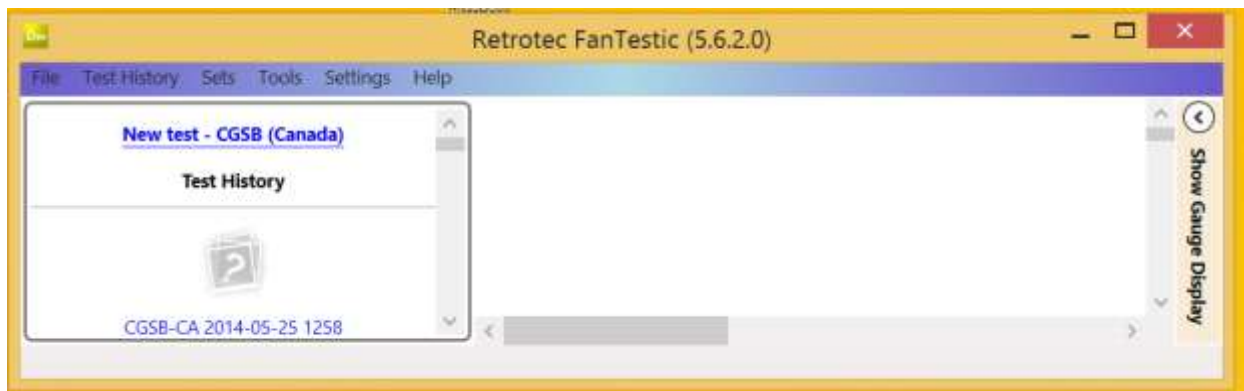 Retrotec FanTestic (5.6.2.0)
File Test History Sets Tools Settings Help
New test - CGSB (Canada)
Test History
CGSB-CA 2014-05-25 1258
Show Gauge Display